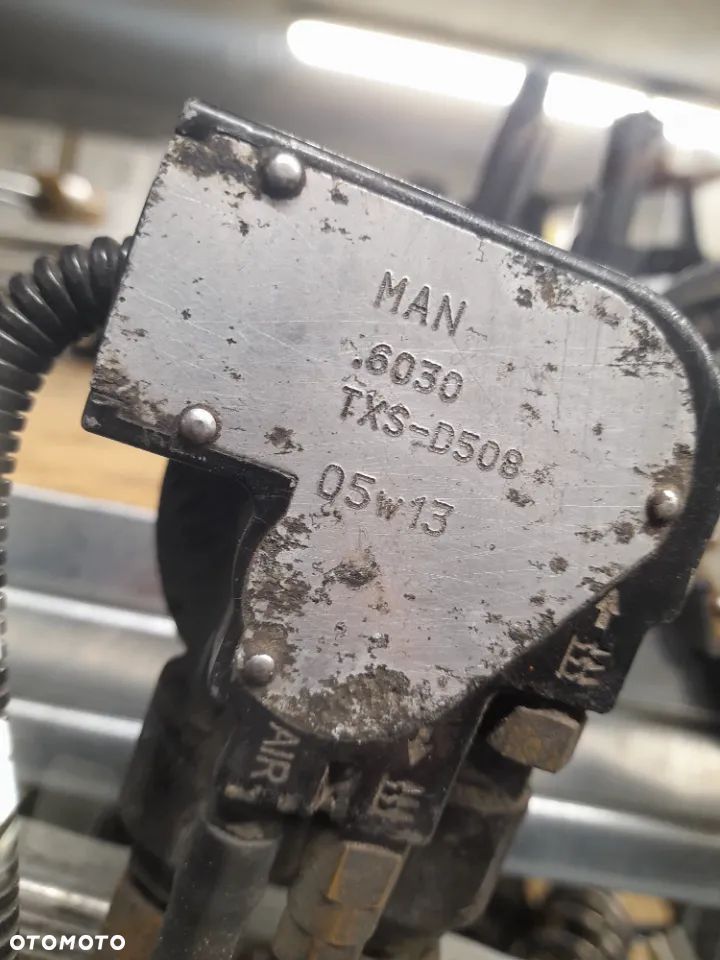 MAN
.6030
TXS-D508
05w13
AIR
OTOMOTO